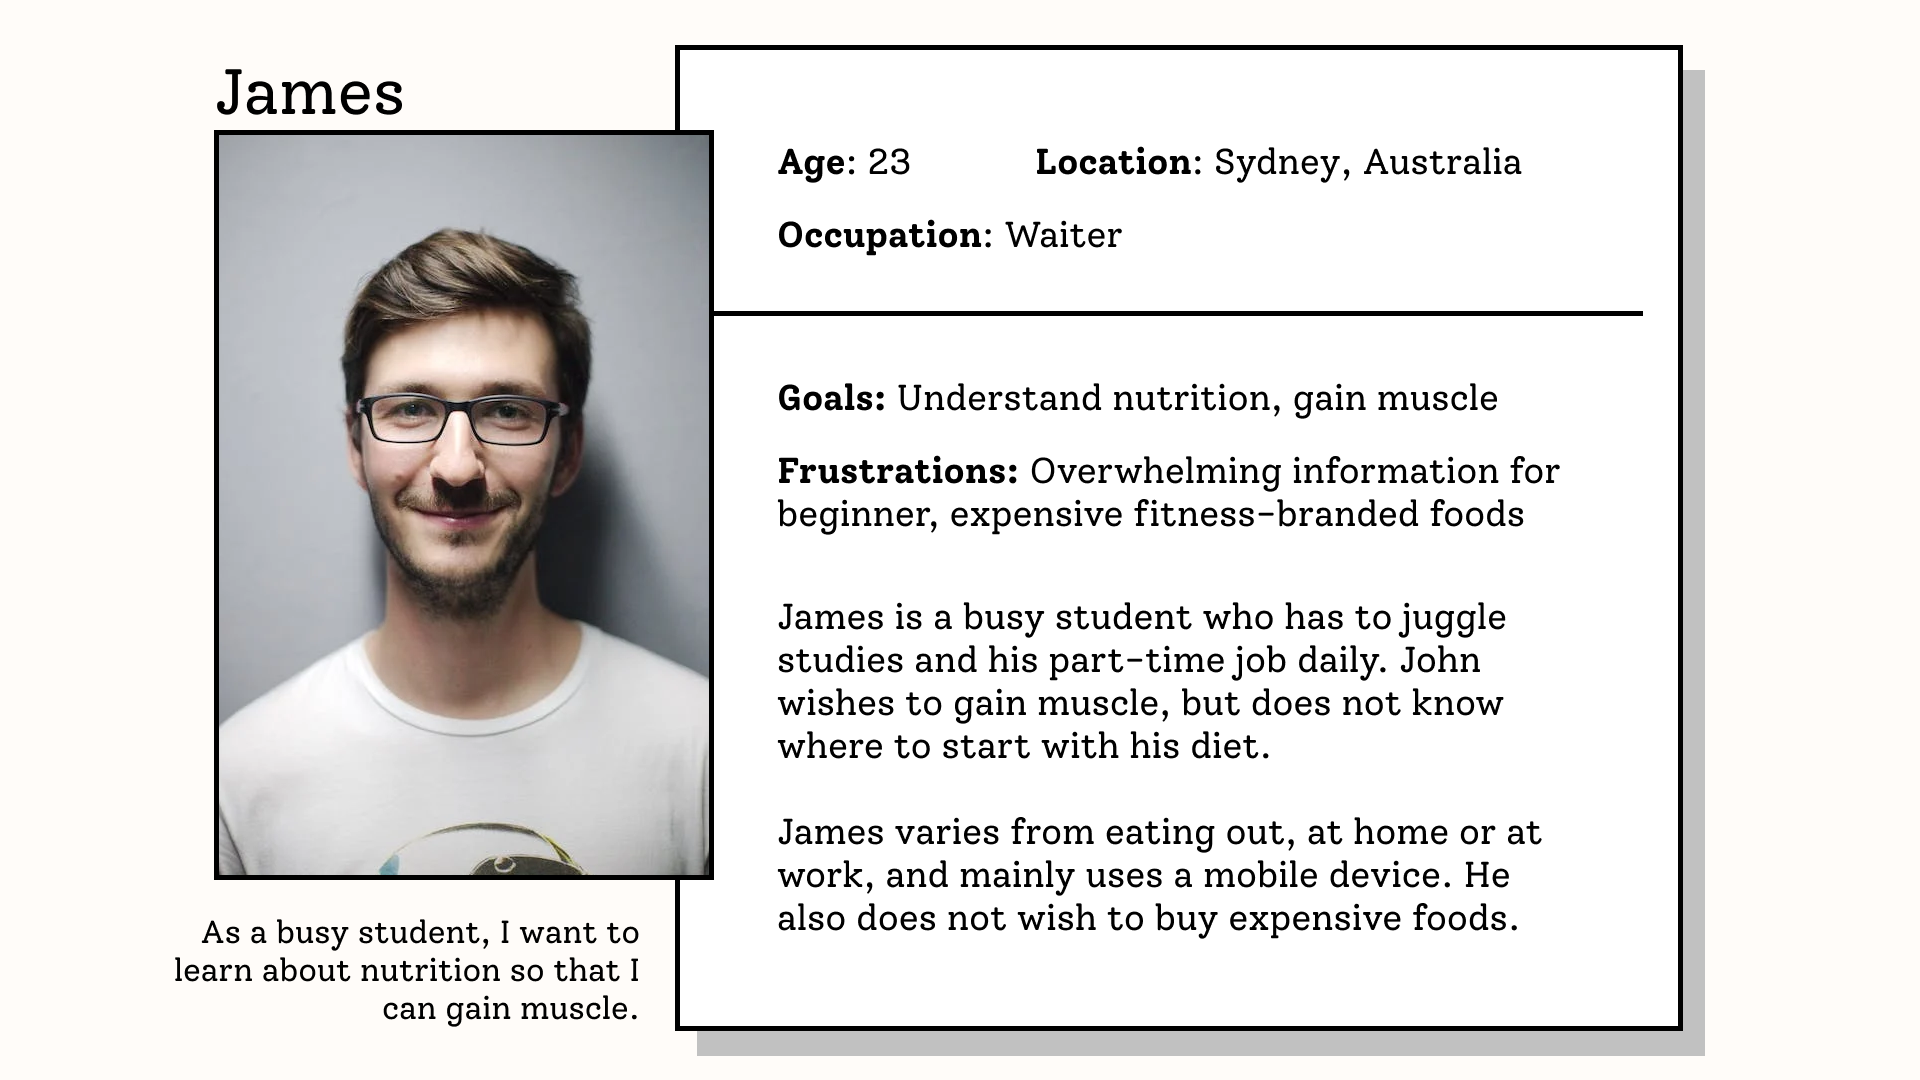 James
Age: 23 Location: Sydney, Australia
Occupation: Waiter
Goals: Understand nutrition, gain muscle
Frustrations: Overwhelming information for
beginner, expensive fitness-branded foods
James is a busy student who has to juggle
studies and his part-time job daily. John
wishes to gain muscle, but does not know
where to start with his diet.
James varies from eating out, at home or at
work, and mainly uses a mobile device. He
also does not wish to buy expensive foods.
As a busy student, I want to
learn about nutrition so that I
can gain muscle.